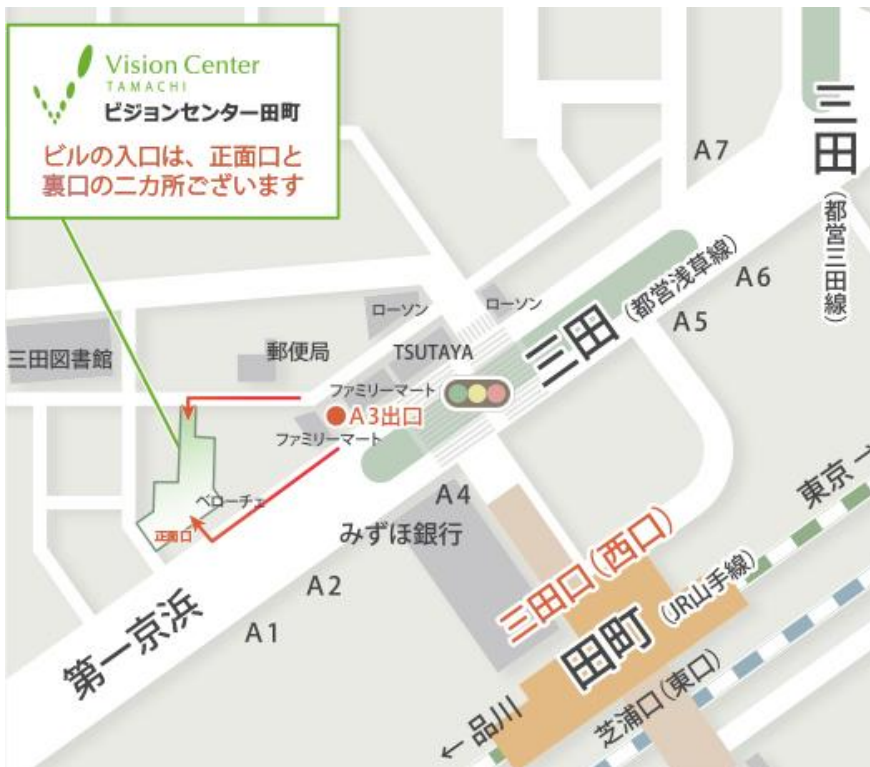 Vision Center
TAMACHI
ビジョンセンター田町
ビルの入口は、正面口と
裏口の二カ所ございます
A7
三田
(都営三田線)
A6
A5
三田
(都営浅草線)
ローソン
ローソン
TSUTAYA
郵便局
三田図書館
ファミリーマート
A3出口
ファミリーマート
ベローチェ
正面口
A4
みずほ銀行
A2
A1
第一京浜
三田口(西口)
田町
(JR山手線)
東京→
←品川
芝浦口(東口)